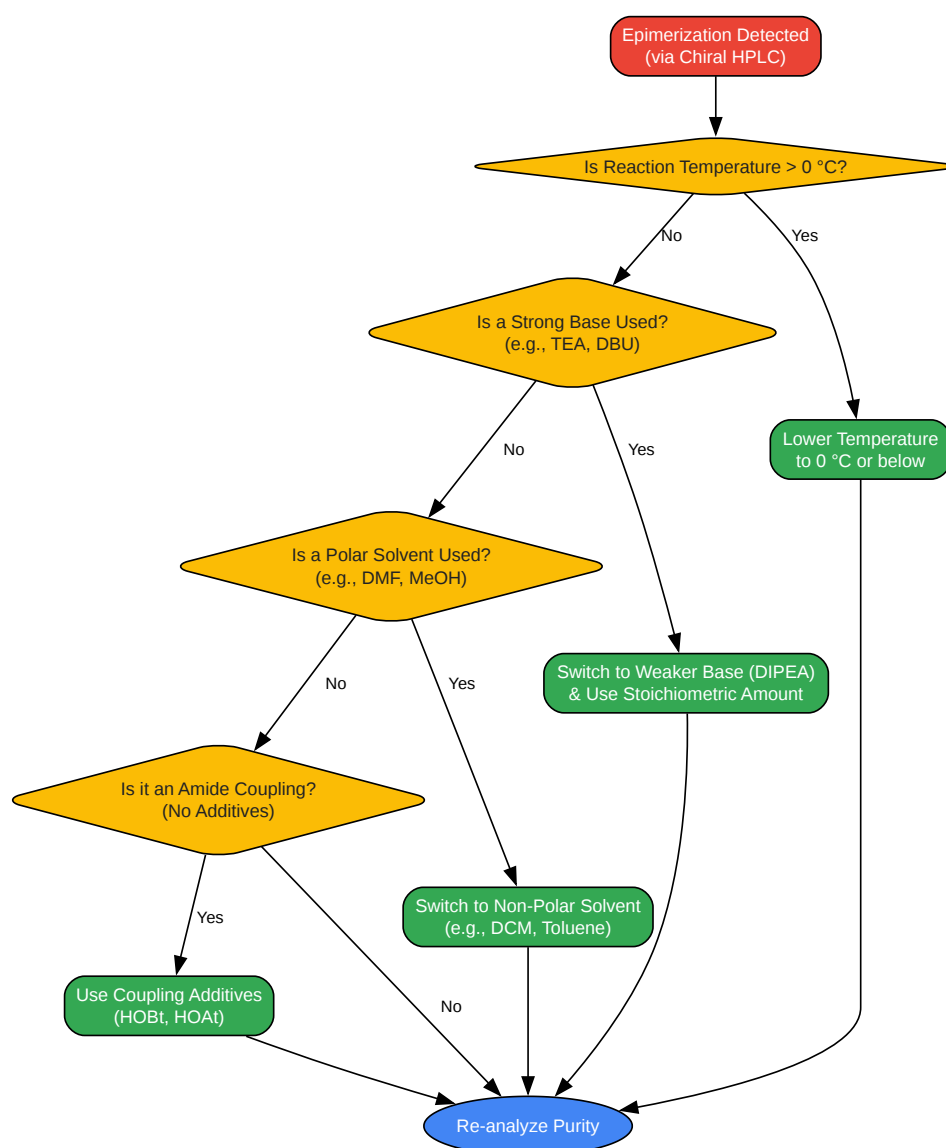 Epimerization Detected
(via Chiral HPLC)
Is Reaction Temperature > 0 °C?
No
Yes
Is a Strong Base Used?
(e.g., TEA, DBU)
No
Yes
Lower Temperature
to 0 °C or below
Is a Polar Solvent Used?
(e.g., DMF, MeOH)
No
Yes
Switch to Weaker Base (DIPEA)
& Use Stoichiometric Amount
Is it an Amide Coupling?
(No Additives)
Yes
No
Switch to Non-Polar Solvent
(e.g., DCM, Toluene)
Use Coupling Additives
(HOBt, HOAt)
Re-analyze Purity